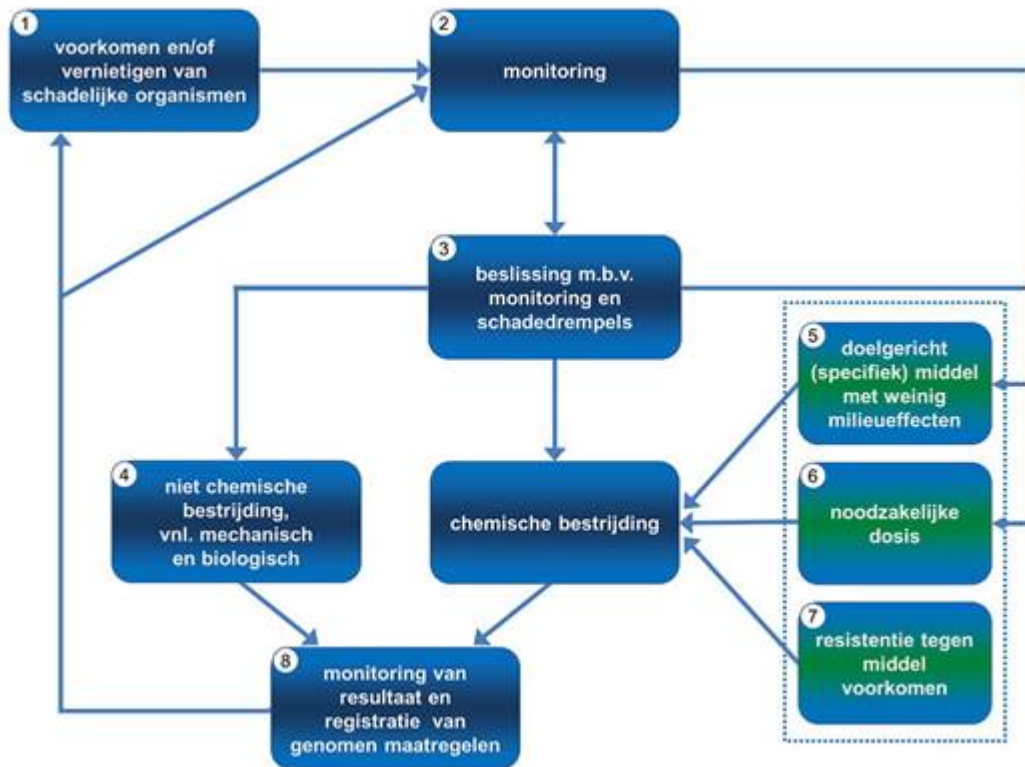 1
voorkomen en/of
vernietigen van
schadelijke organismen
2
monitoring
3
beslissing m.b.v.
monitoring en
schadedrempels
4
niet chemische
bestrijding,
vnl. mechanisch
en biologisch
chemische bestrijding
5
doelgericht
(specifiek) middel
met weinig
milieueffecten
6
noodzakelijke
dosis
7
resistentie tegen
middel
voorkomen
8
monitoring van
resultaat en
registratie van
genomen maatregelen